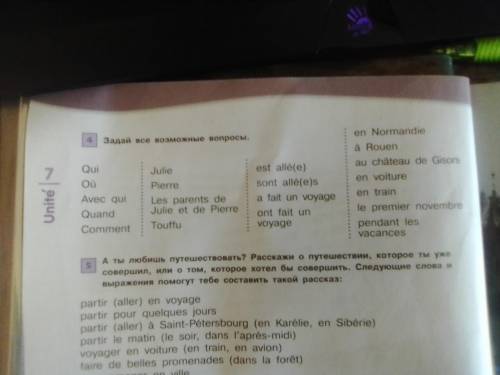 Unité 7
4 Задай все возможные вопросы.
Qui
Où
Avec qui
Quand
Comment
Julie
Pierre
Les parents de
Julie et de Pierre
Touffu
est allé(e)
sont allé(e)s
a fait un voyage
ont fait un
voyage
en Normandie
à Rouen
au château de Gisors
en voiture
en train
le premier novembre
pendant les
vacances
5 А ты любишь путешествовать? Расскажи о путешествии, которое ты уже
совершил, или о том, которое хотел бы совершить. Следующие слова и
выражения помогут тебе составить такой рассказ:
partir (aller) en voyage
partir pour quelques jours
partir (aller) à Saint-Pétersbourg (en Karélie, en Sibérie)
partir le matin (le soir, dans l'après-midi)
voyager en voiture (en train, en avion)
faire de belles promenades (dans la forêt)
en ville